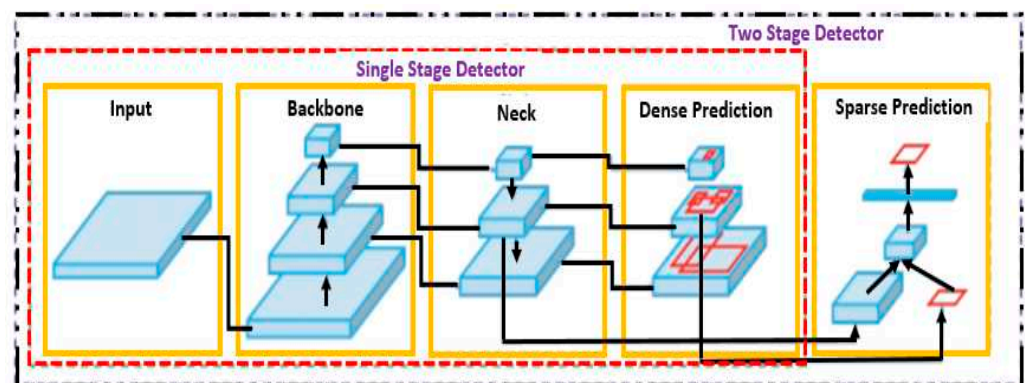 Two Stage Detector
Single Stage Detector
Input
Backbone
Neck
Dense Prediction
Sparse Prediction